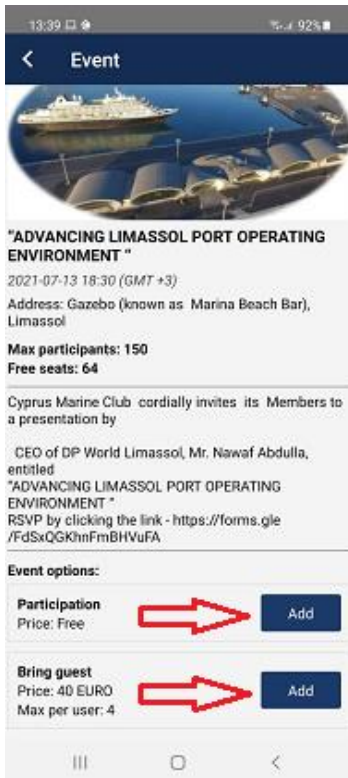 13:39 92%
Event
"ADVANCING LIMASSOL PORT OPERATING
ENVIRONMENT "
2021-07-13 18:30 (GMT +3)
Address: Gazebo (known as Marina Beach Bar),
Limassol
Max participants: 150
Free seats: 64
Cyprus Marine Club cordially invites its Members to
a presentation by
CEO of DP World Limassol, Mr. Nawaf Abdulla,
entitled
"ADVANCING LIMASSOL PORT OPERATING
ENVIRONMENT "
RSVP by clicking the link - https://forms.gle
/FdSxQGKhnFmBHVuFA
Event options:
Participation
Price: Free
Add
Bring guest
Price: 40 EURO
Max per user: 4
Add